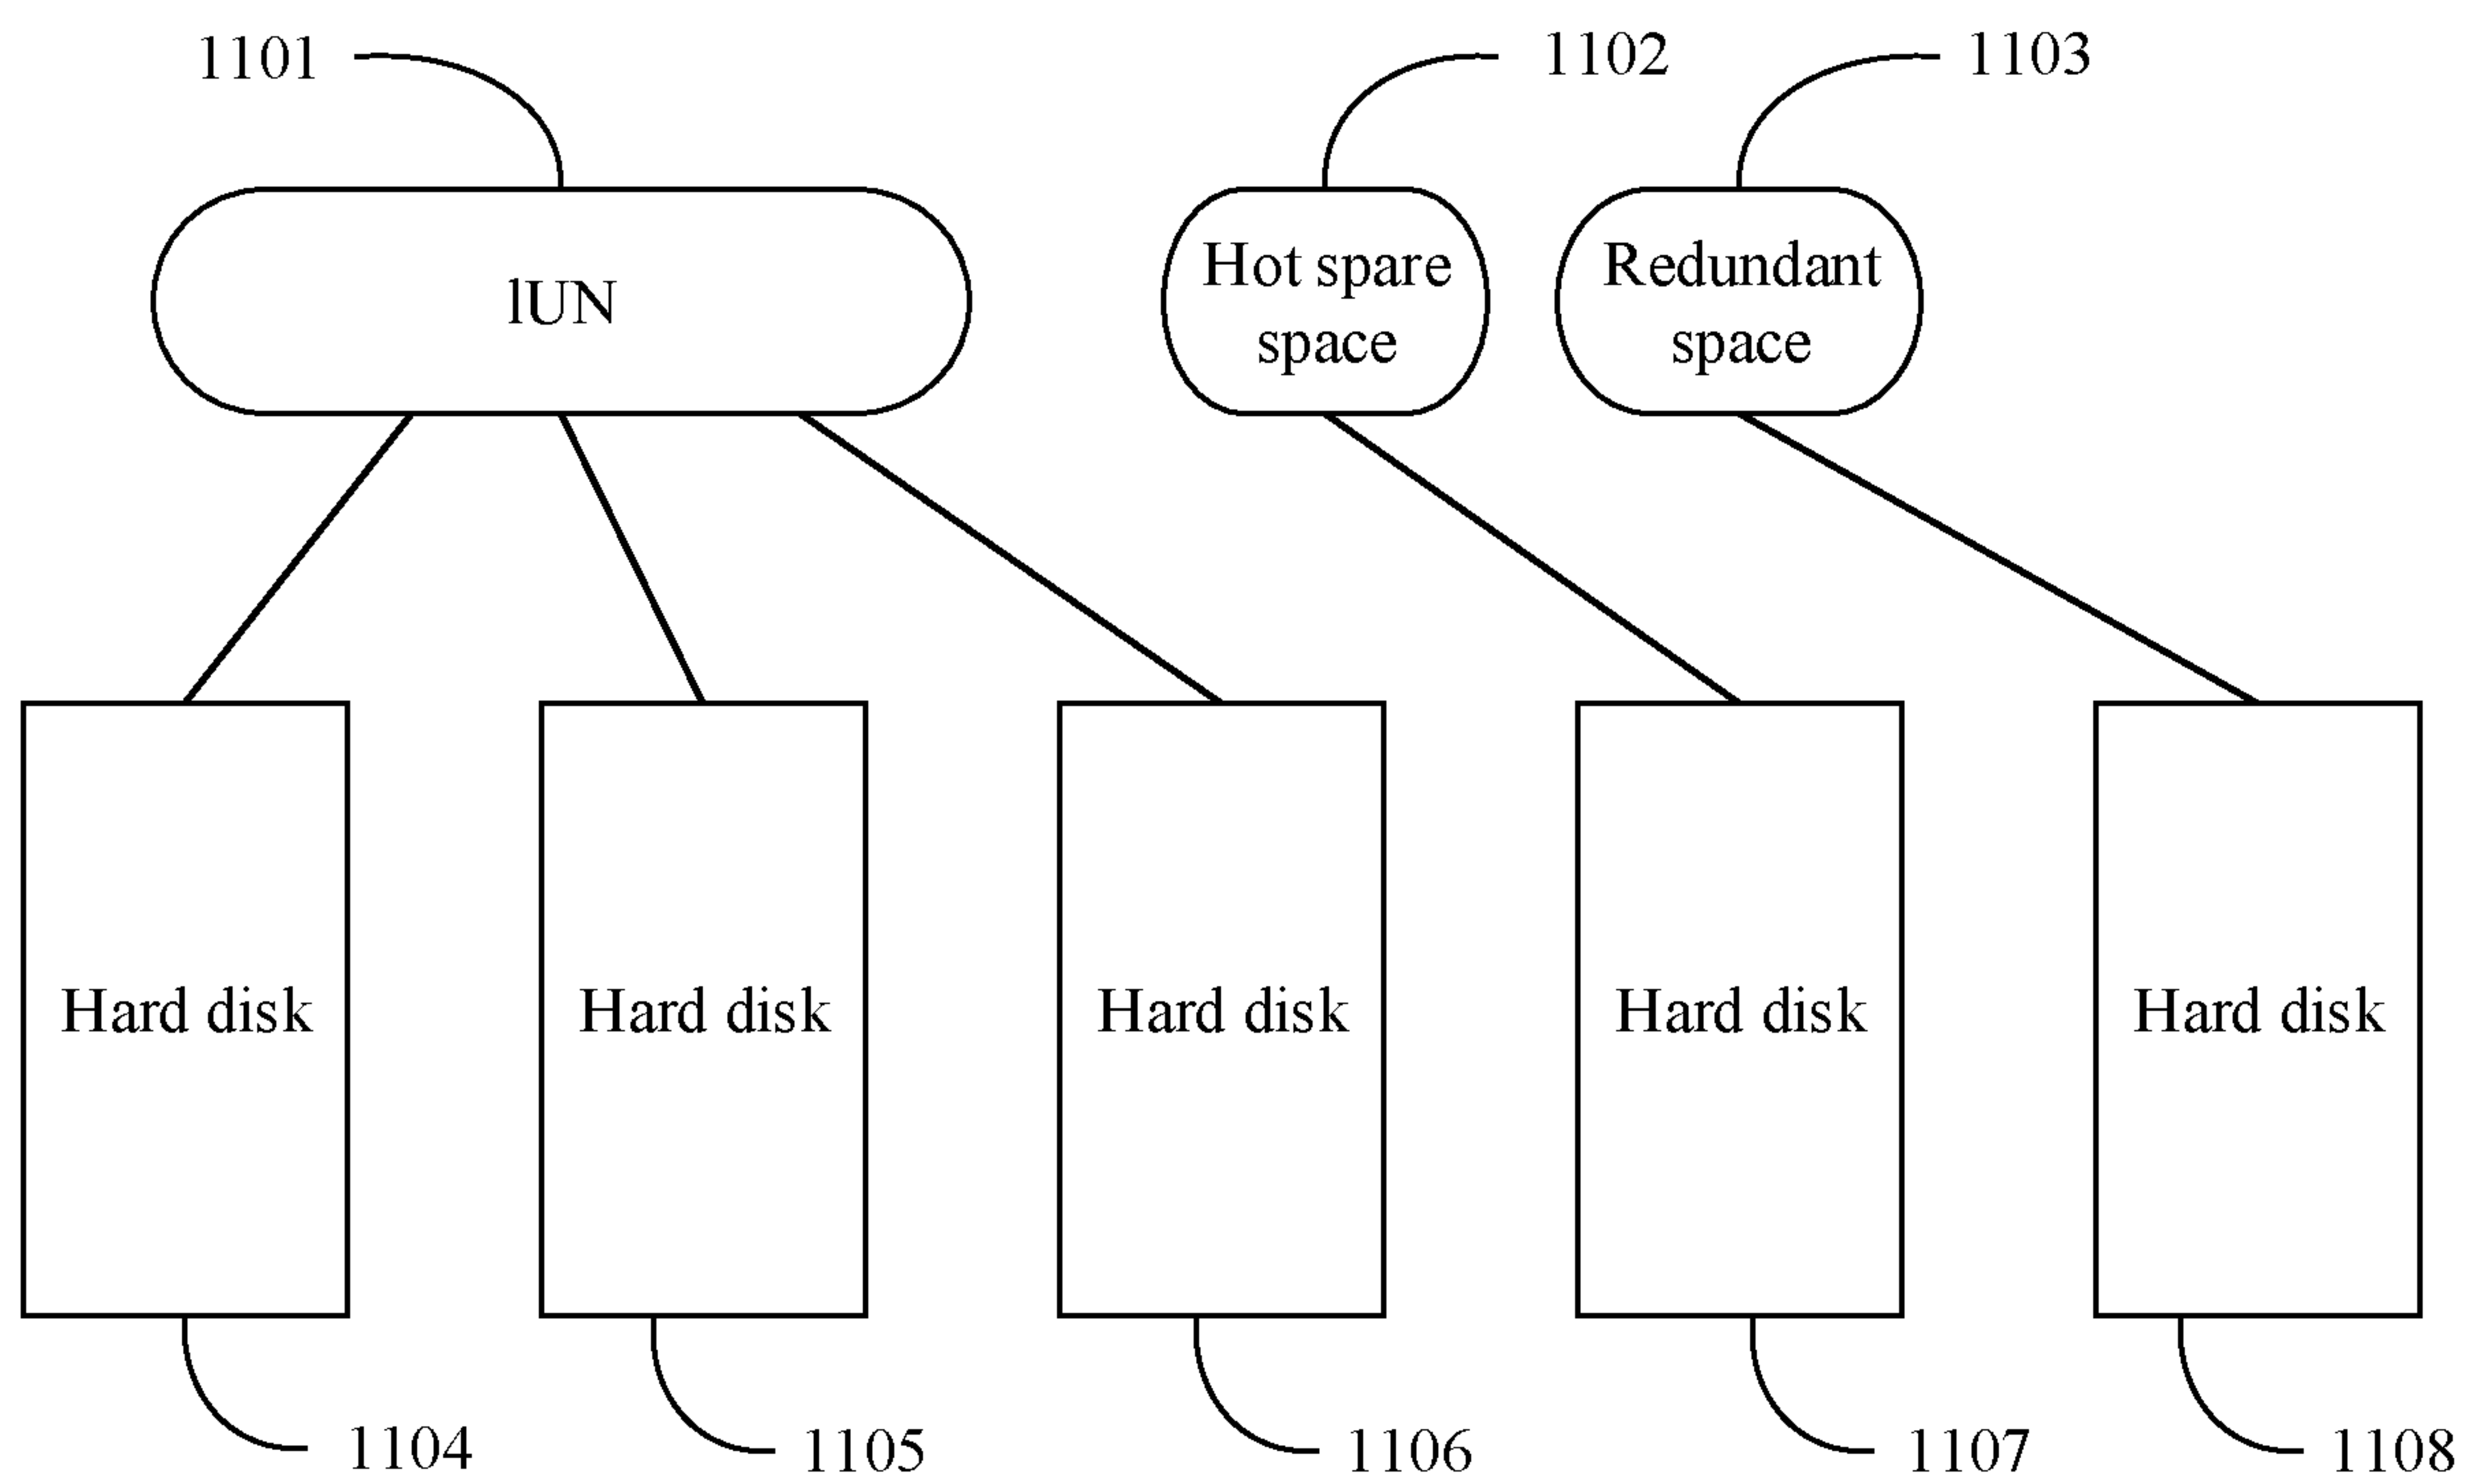 1101
1102
1103
lUN
Hot spare
space
Redundant
space
Hard disk
Hard disk
Hard disk
Hard disk
Hard disk
1104
1105
1106
1107
1108